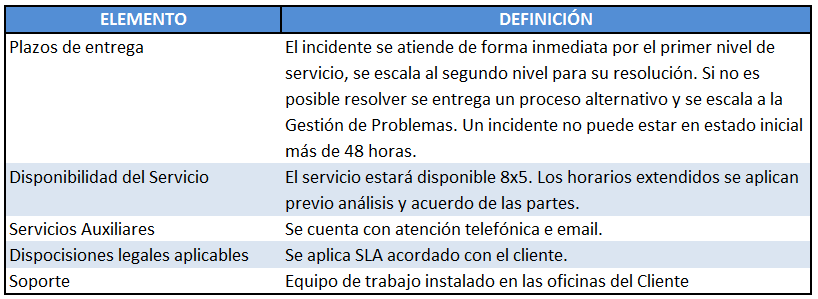 ELEMENTO DEFINICIÓN
Plazos de entrega El incidente se atiende de forma inmediata por el primer nivel de
servicio, se escala al segundo nivel para su resolución. Si no es
posible resolver se entrega un proceso alternativo y se escala a la
Gestión de Problemas. Un incidente no puede estar en estado inicial
más de 48 horas.
Disponibilidad del Servicio El servicio estará disponible 8x5. Los horarios extendidos se aplican
previo análisis y acuerdo de las partes.
Servicios Auxiliares Se cuenta con atención telefónica e email.
Dispocisiones legales aplicables Se aplica SLA acordado con el cliente.
Soporte Equipo de trabajo instalado en las oficinas del Cliente